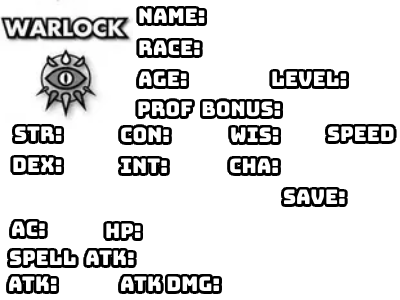 WARLOCK
NAME:
RACE:
AGE: LEVEL:
PROF BONUS:
STR: CON: WIS: SPEED
DEX: INT: CHA:
SAVE:
AC: HP:
SPELL ATK:
ATK: ATK DMG: